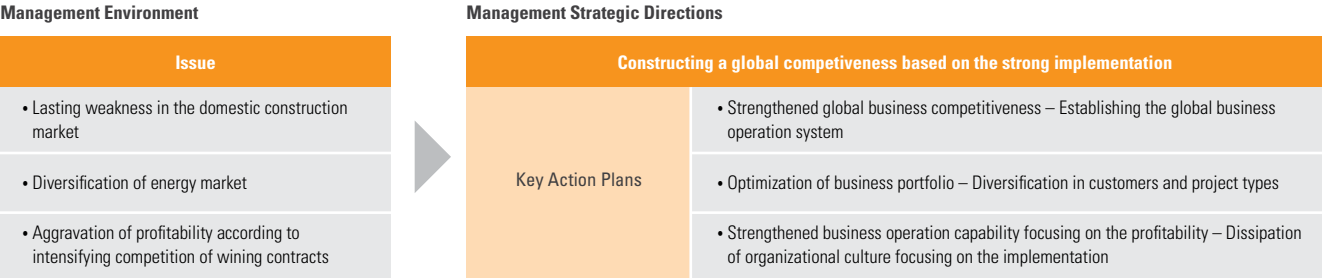 Management Environment
Issue
• Lasting weakness in the domestic construction
market
• Diversification of energy market
• Aggravation of profitability according to
intensifying competition of wining contracts
Management Strategic Directions
Constructing a global competiveness based on the strong implementation
Key Action Plans
• Strengthened global business competitiveness – Establishing the global business
operation system
• Optimization of business portfolio – Diversification in customers and project types
• Strengthened business operation capability focusing on the profitability – Dissipation
of organizational culture focusing on the implementation